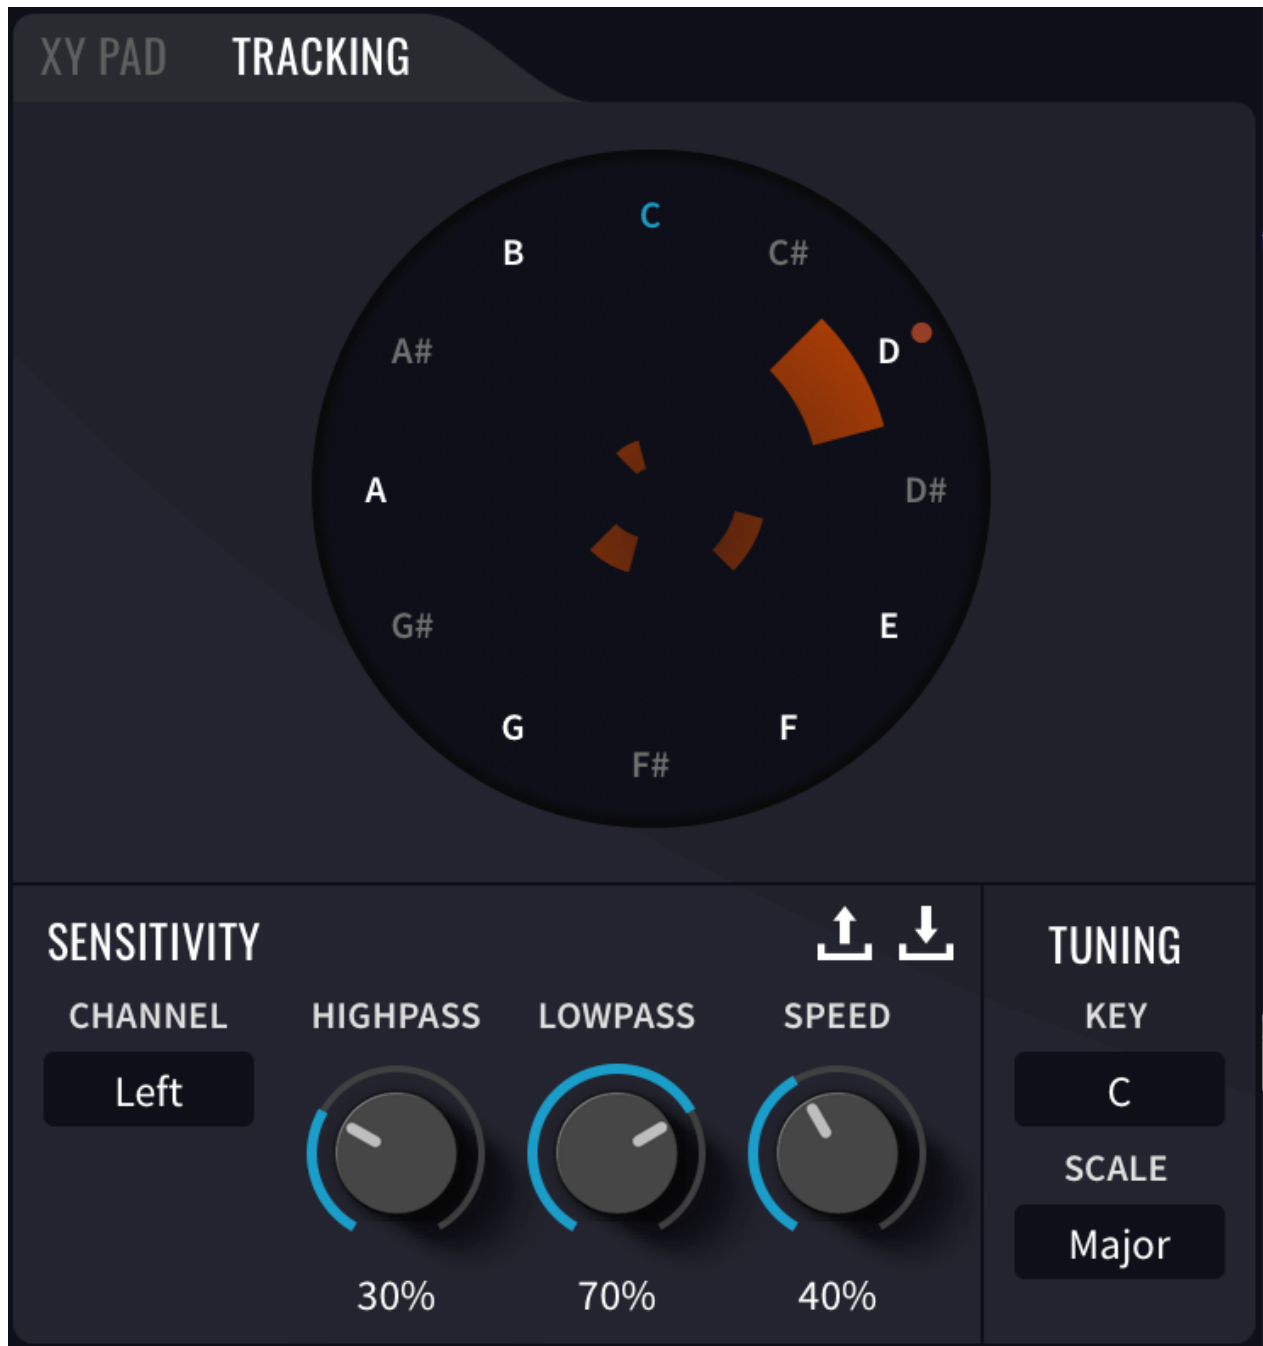 XY PAD TRACKING
C
B C#
A# D
A D#
G# E
G F
F#
SENSITIVITY TUNING
CHANNEL HIGHPASS LOWPASS SPEED KEY
Left C
SCALE
Major
30% 70% 40%